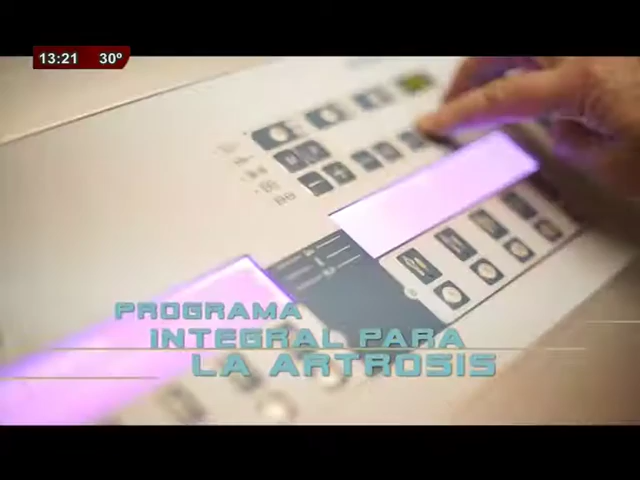 13:21 30º
PROGRAMA
INTEGRAL PARA
LA ARTROSIS